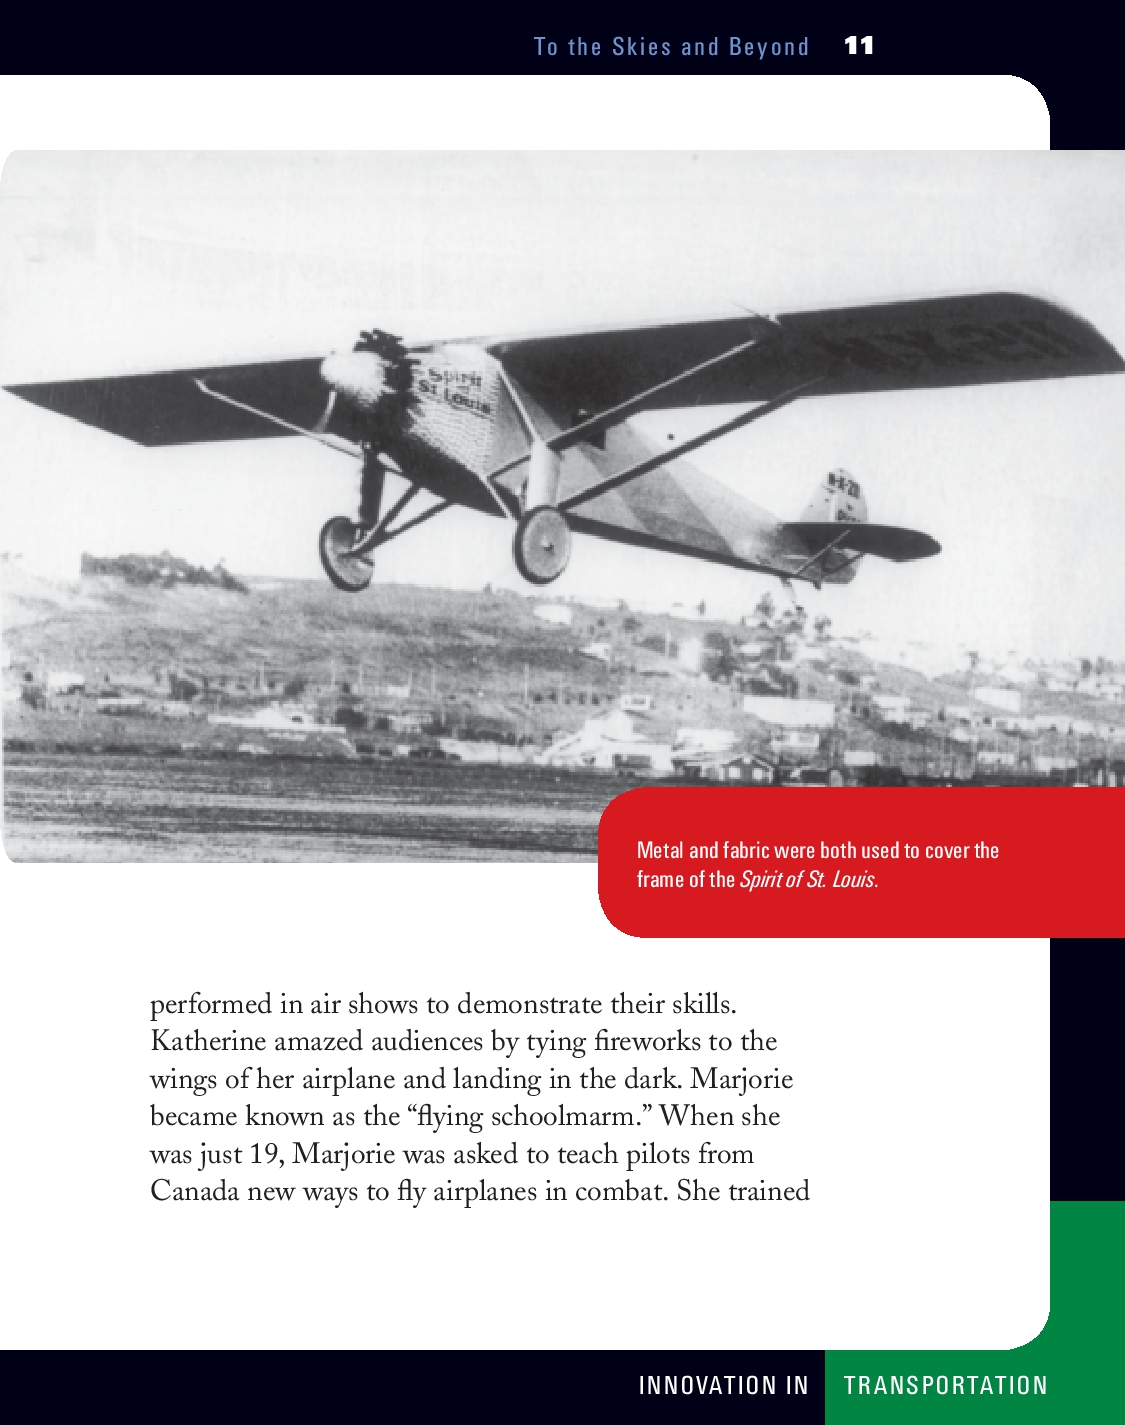 To the Skies and Beyond 11
Spirit
St Louis
N-X-211
Metal and fabric were both used to cover the
frame of the Spirit of St. Louis.
performed in air shows to demonstrate their skills.
Katherine amazed audiences by tying fireworks to the
wings of her airplane and landing in the dark. Marjorie
became known as the “flying schoolmarm.” When she
was just 19, Marjorie was asked to teach pilots from
Canada new ways to fly airplanes in combat. She trained
INNOVATION IN TRANSPORTATION